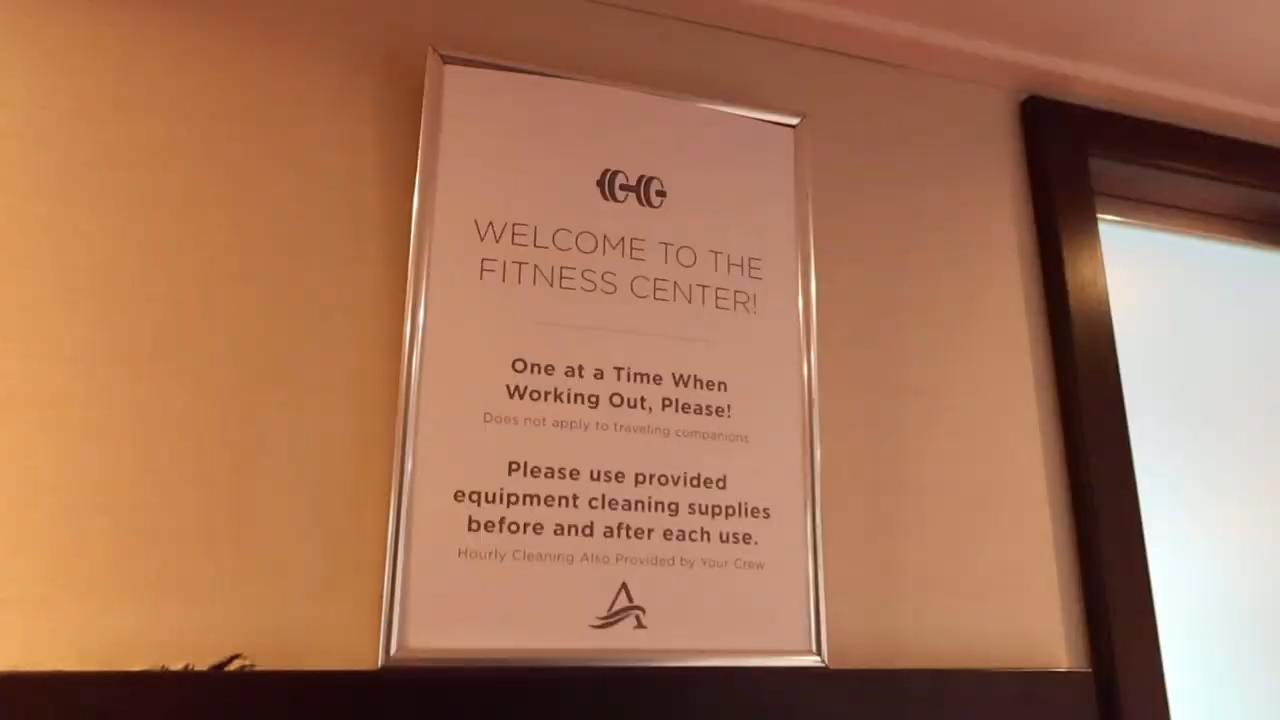 WELCOME TO THE
FITNESS CENTER!
One at a Time When
Working Out, Please!
Does not apply to traveling companions
Please use provided
equipment cleaning supplies
before and after each use.
Hourly Cleaning Also Provided by Your Crew